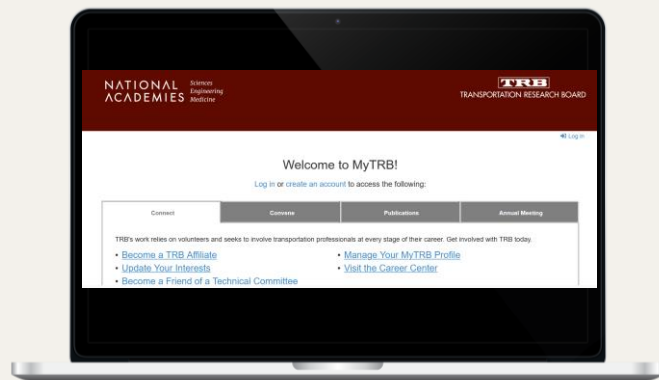 NATIONAL ACADEMIES
Sciences
Engineering
Medicine
TRB
TRANSPORTATION RESEARCH BOARD
Log in
Welcome to MyTRB!
Log in or create an account to access the following:
Connect
Convene
Publications
Annual Meeting
TRB's work relies on volunteers and seeks to involve transportation professionals at every stage of their career. Get involved with TRB today.
• Become a TRB Affiliate
• Update Your Interests
• Become a Friend of a Technical Committee
• Manage Your MyTRB Profile
• Visit the Career Center